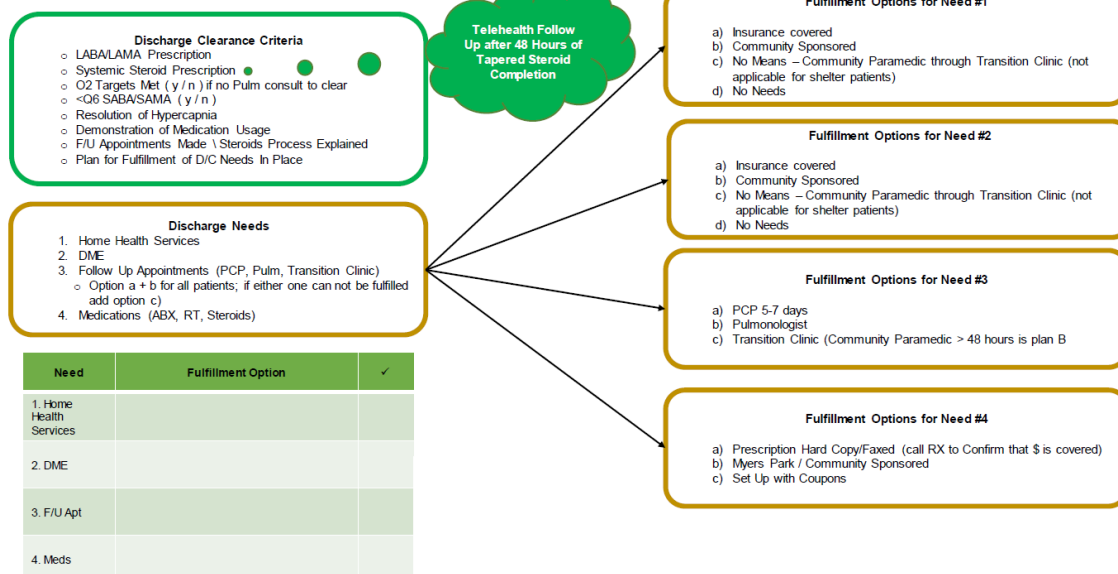 Discharge Clearance Criteria
o LABA/LAMA Prescription
o Systemic Steroid Prescription
o O2 Targets Met ( y / n ) if no Pulm consult to clear
o <Q6 SABA/SAMA ( y / n )
o Resolution of Hypercapnia
o Demonstration of Medication Usage
o F/U Appointments Made \ Steroids Process Explained
o Plan for Fulfillment of D/C Needs In Place
Telehealth Follow
Up after 48 Hours of
Tapered Steroid
Completion
Discharge Needs
1. Home Health Services
2. DME
3. Follow Up Appointments (PCP, Pulm, Transition Clinic)
o Option a + b for all patients; if either one can not be fulfilled
add option c)
4. Medications (ABX, RT, Steroids)
Need Fulfillment Option ✓
1. Home
Health
Services
2. DME
3. F/U Apt
4. Meds
Fulfillment Options for Need #1
a) Insurance covered
b) Community Sponsored
c) No Means – Community Paramedic through Transition Clinic (not
applicable for shelter patients)
d) No Needs
Fulfillment Options for Need #2
a) Insurance covered
b) Community Sponsored
c) No Means – Community Paramedic through Transition Clinic (not
applicable for shelter patients)
d) No Needs
Fulfillment Options for Need #3
a) PCP 5-7 days
b) Pulmonologist
c) Transition Clinic (Community Paramedic > 48 hours is plan B
Fulfillment Options for Need #4
a) Prescription Hard Copy/Faxed (call RX to Confirm that $ is covered)
b) Myers Park / Community Sponsored
c) Set Up with Coupons